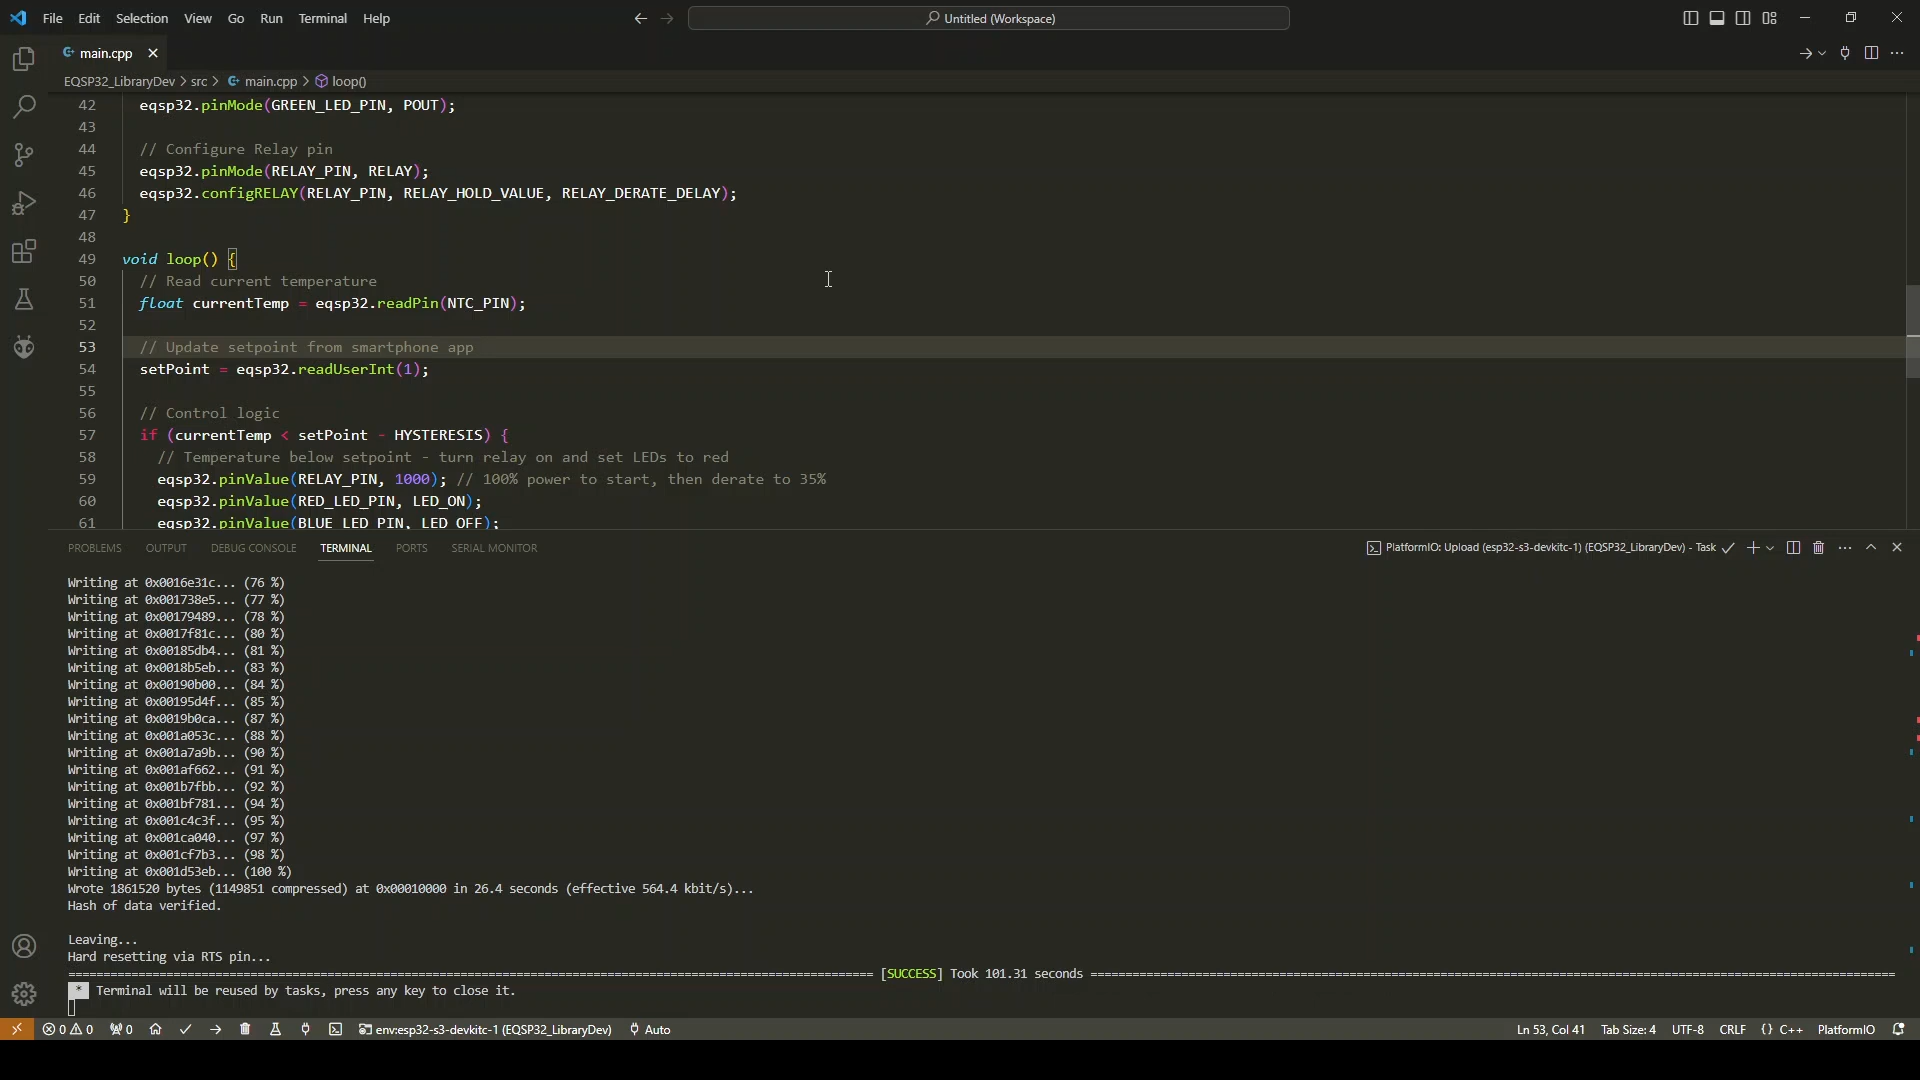 File Edit Selection View Go Run Terminal Help
Untitled (Workspace)
main.cpp
EQSP32_LibraryDev > src > main.cpp > loop()
42 eqsp32.pinMode(GREEN_LED_PIN, POUT);
43
44 // Configure Relay pin
45 eqsp32.pinMode(RELAY_PIN, RELAY);
46 eqsp32.configRELAY(RELAY_PIN, RELAY_HOLD_VALUE, RELAY_DERATE_DELAY);
47 }
48
49 void loop() {
50 // Read current temperature
51 float currentTemp = eqsp32.readPin(NTC_PIN);
52
53 // Update setpoint from smartphone app
54 setPoint = eqsp32.readUserInt(1);
55
56 // Control logic
57 if (currentTemp < setPoint - HYSTERESIS) {
58 // Temperature below setpoint - turn relay on and set LEDs to red
59 eqsp32.pinValue(RELAY_PIN, 1000); // 100% power to start, then derate to 35%
60 eqsp32.pinValue(RED_LED_PIN, LED_ON);
61 eqsp32.pinValue(BLUE_LED_PIN, LED_OFF);
PROBLEMS OUTPUT DEBUG CONSOLE TERMINAL PORTS SERIAL MONITOR
PlatformIO: Upload (esp32-s3-devkitc-1) (EQSP32_LibraryDev) - Task
Writing at 0x0016e31c... (76 %)
Writing at 0x001738e5... (77 %)
Writing at 0x00179489... (78 %)
Writing at 0x0017f81c... (80 %)
Writing at 0x00185db4... (81 %)
Writing at 0x0018b5eb... (83 %)
Writing at 0x00190b00... (84 %)
Writing at 0x00195d4f... (85 %)
Writing at 0x0019b0ca... (87 %)
Writing at 0x001a053c... (88 %)
Writing at 0x001a7a9b... (90 %)
Writing at 0x001af662... (91 %)
Writing at 0x001b7fbb... (92 %)
Writing at 0x001bf781... (94 %)
Writing at 0x001c4c3f... (95 %)
Writing at 0x001ca040... (97 %)
Writing at 0x001cf7b3... (98 %)
Writing at 0x001d53eb... (100 %)
Wrote 1861520 bytes (1149851 compressed) at 0x00010000 in 26.4 seconds (effective 564.4 kbit/s)...
Hash of data verified.
Leaving...
Hard resetting via RTS pin...
[SUCCESS] Took 101.31 seconds
* Terminal will be reused by tasks, press any key to close it.
0 0 0 env:esp32-s3-devkitc-1 (EQSP32_LibraryDev) Auto Ln 53, Col 41 Tab Size: 4 UTF-8 CRLF {} C++ PlatformIO